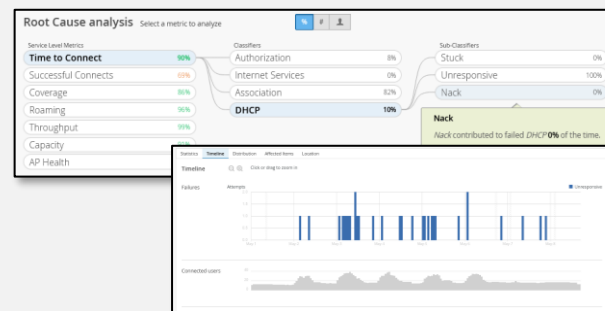 Root Cause analysis Select a metric to analyze
% #
Service Level Metrics Classifiers Sub-Classifiers
Time to Connect 90% Authorization 8% Stuck 0%
Successful Connects 69% Internet Services 0% Unresponsive 100%
Coverage 86% Association 82% Nack 0%
Roaming 96% DHCP 10%
Throughput 99%
Capacity
AP Health
Nack
Nack contributed to failed DHCP 0% of the time.
Statistics Timeline Distribution Affected Items Location
Timeline Click or drag to zoom in
Failures Attempts Unresponsive
Connected users